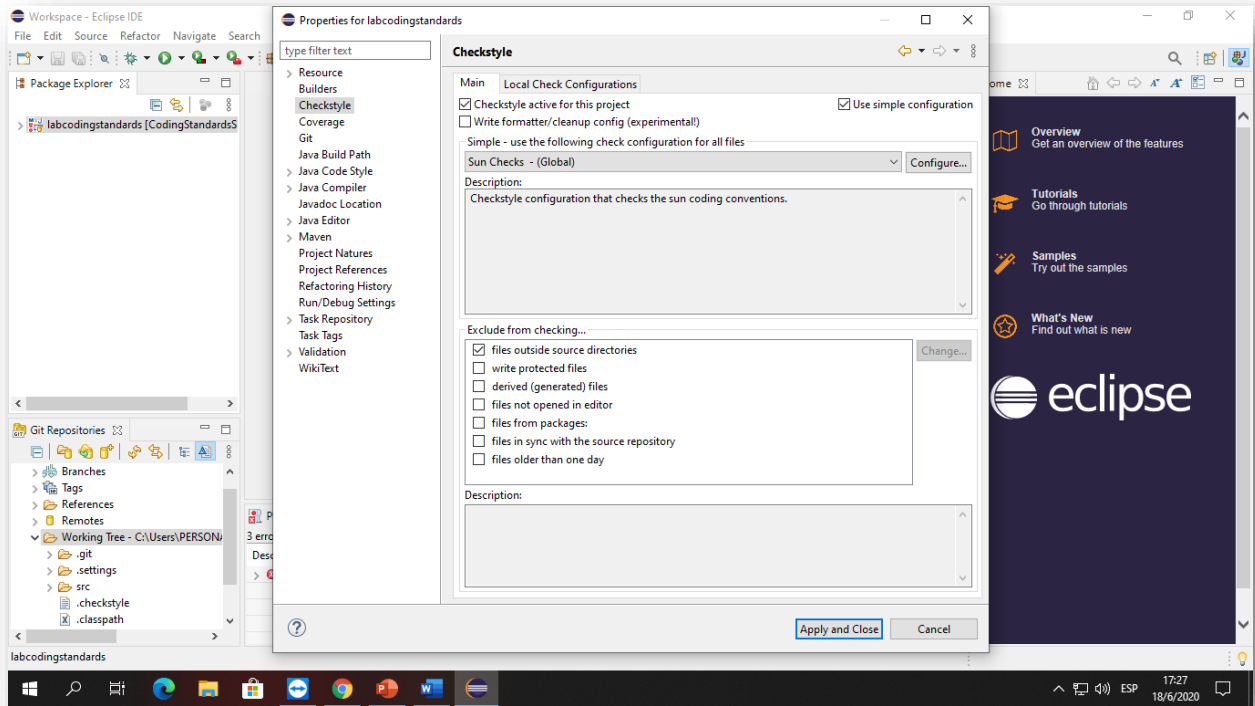 Workspace - Eclipse IDE
File Edit Source Refactor Navigate Search
Package Explorer
labcodingstandards [CodingStandardsS
Git Repositories
Branches
Tags
References
Remotes
Working Tree - C:\Users\PERSONA
.git
.settings
src
.checkstyle
.classpath
labcodingstandards
P
3 erro
Desc
Properties for labcodingstandards
type filter text
Resource
Builders
Checkstyle
Coverage
Git
Java Build Path
Java Code Style
Java Compiler
Javadoc Location
Java Editor
Maven
Project Natures
Project References
Refactoring History
Run/Debug Settings
Task Repository
Task Tags
Validation
WikiText
Checkstyle
Main Local Check Configurations
Checkstyle active for this project Use simple configuration
Write formatter/cleanup config (experimental!)
Simple - use the following check configuration for all files
Sun Checks - (Global) Configure...
Description:
Checkstyle configuration that checks the sun coding conventions.
Exclude from checking...
files outside source directories Change...
write protected files
derived (generated) files
files not opened in editor
files from packages:
files in sync with the source repository
files older than one day
Description:
Apply and Close Cancel
ome
Overview
Get an overview of the features
Tutorials
Go through tutorials
Samples
Try out the samples
What's New
Find out what is new
eclipse
ESP
17:27
18/6/2020